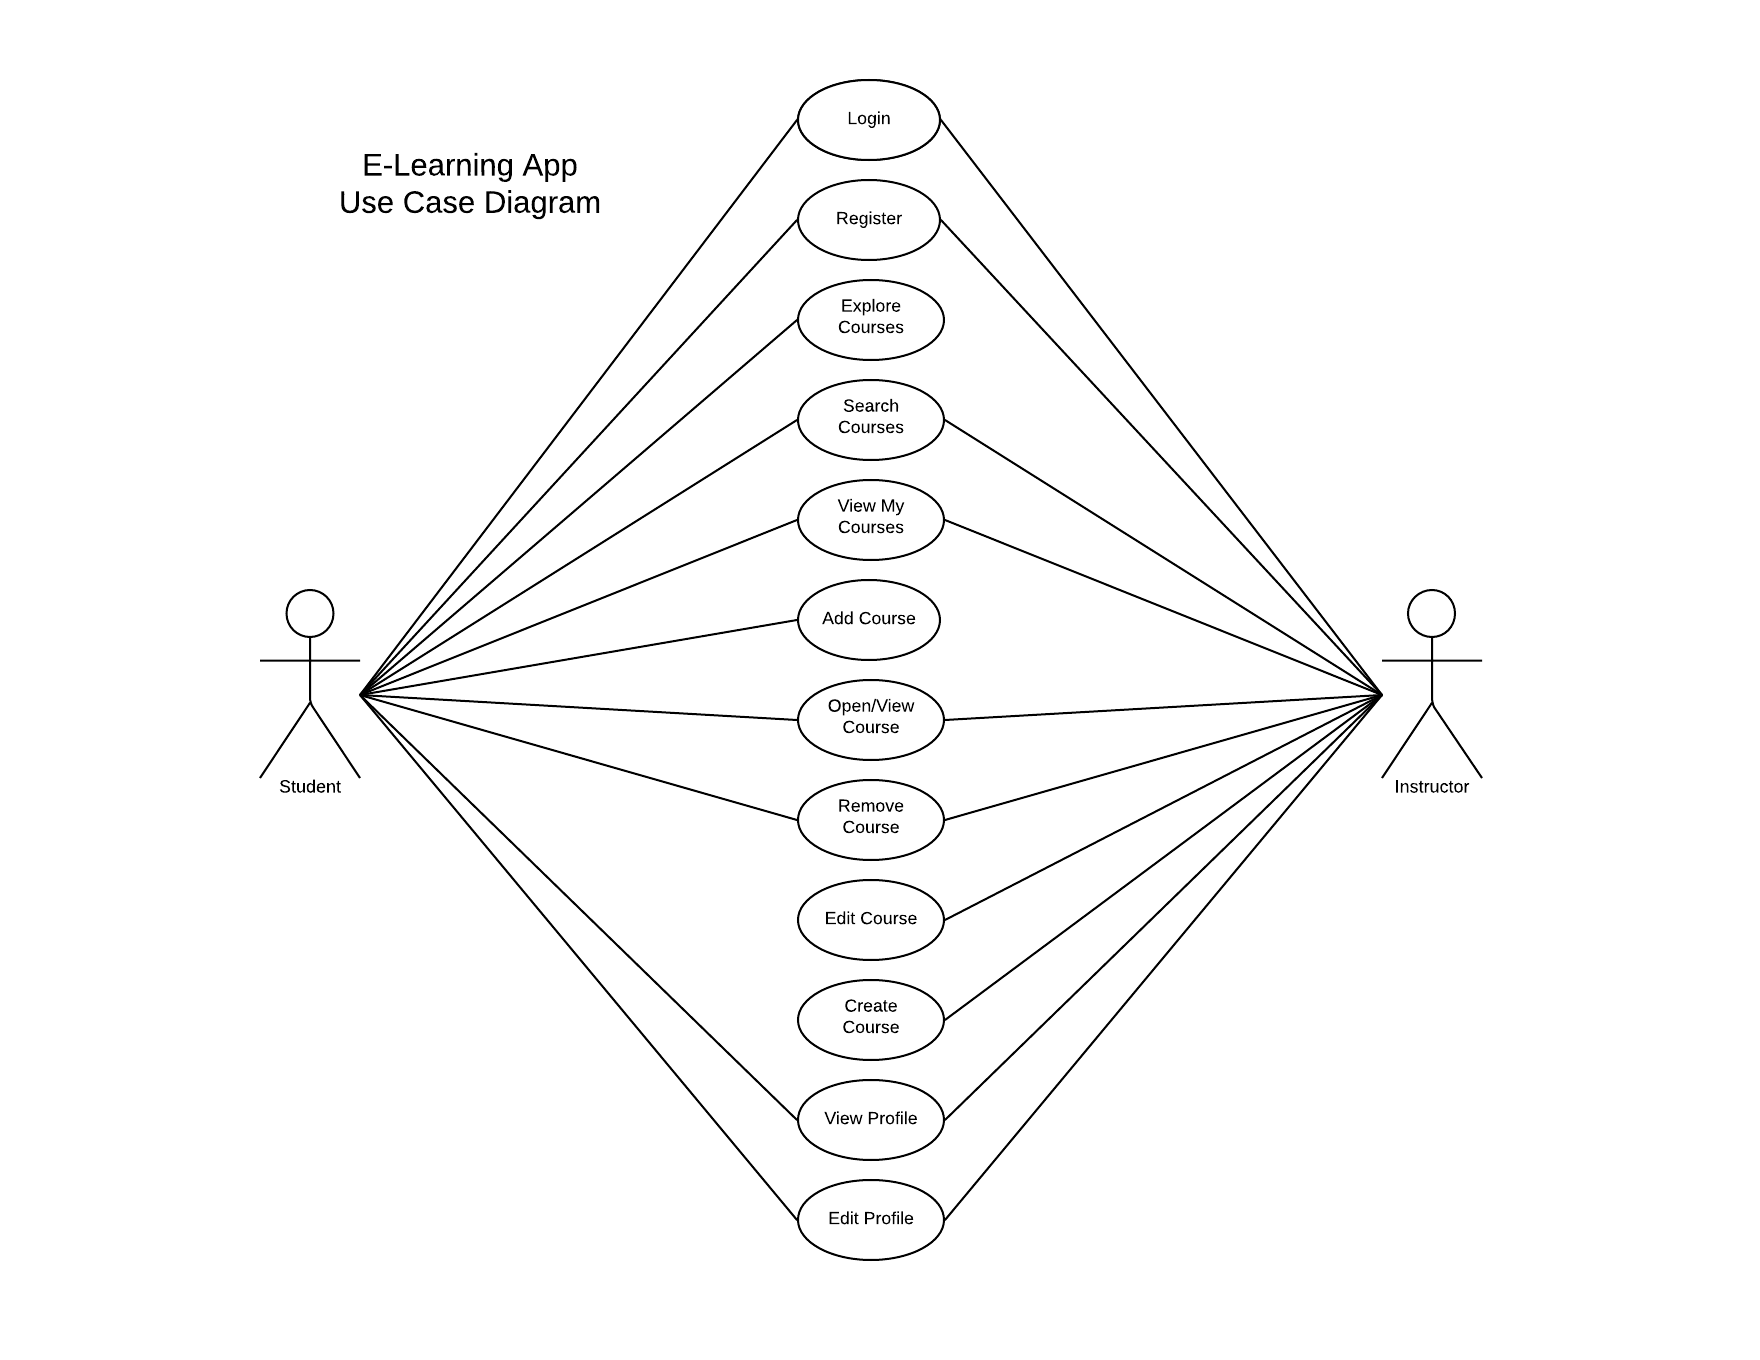 E-Learning App
Use Case Diagram
Login
Register
Explore
Courses
Search
Courses
View My
Courses
Add Course
Open/View
Course
Remove
Course
Edit Course
Create
Course
View Profile
Edit Profile
Student
Instructor